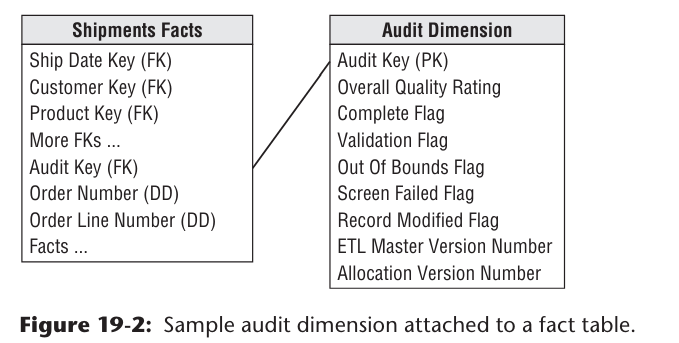 Shipments Facts
Ship Date Key (FK)
Customer Key (FK)
Product Key (FK)
More FKs ...
Audit Key (FK)
Order Number (DD)
Order Line Number (DD)
Facts ...
Audit Dimension
Audit Key (PK)
Overall Quality Rating
Complete Flag
Validation Flag
Out Of Bounds Flag
Screen Failed Flag
Record Modified Flag
ETL Master Version Number
Allocation Version Number
Figure 19-2: Sample audit dimension attached to a fact table.